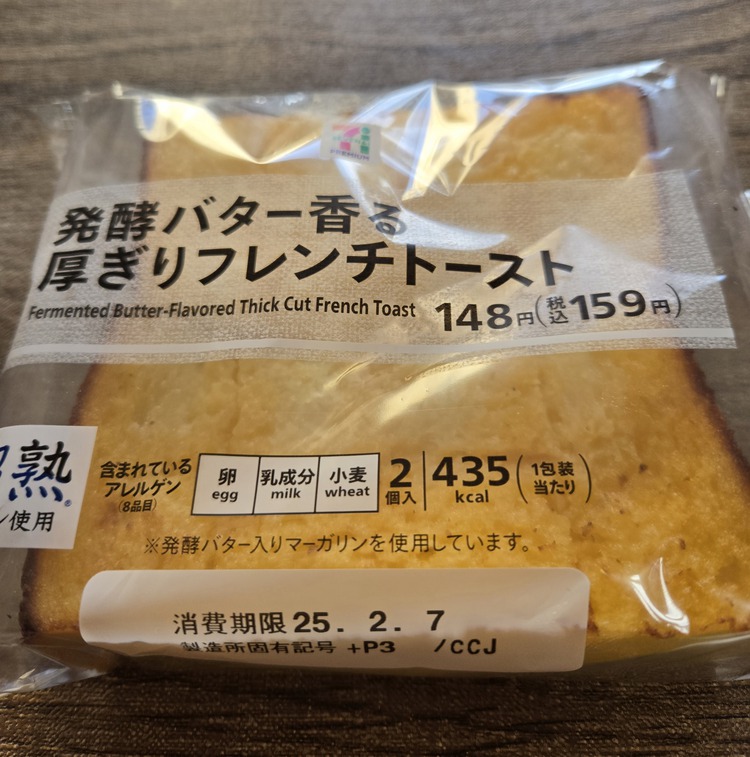 発酵バター香る
厚ぎりフレンチトースト
Fermented Butter-Flavored Thick Cut French Toast
148円(税込159円)
熟®
使用
含まれている
アレルゲン
(8品目)
卵
egg
乳成分
milk
小麦
wheat
2
個入
435
kcal
(1包装
当たり)
※発酵バター入りマーガリンを使用しています。
消費期限25. 2. 7
製造所固有記号 +P3 /CCJ